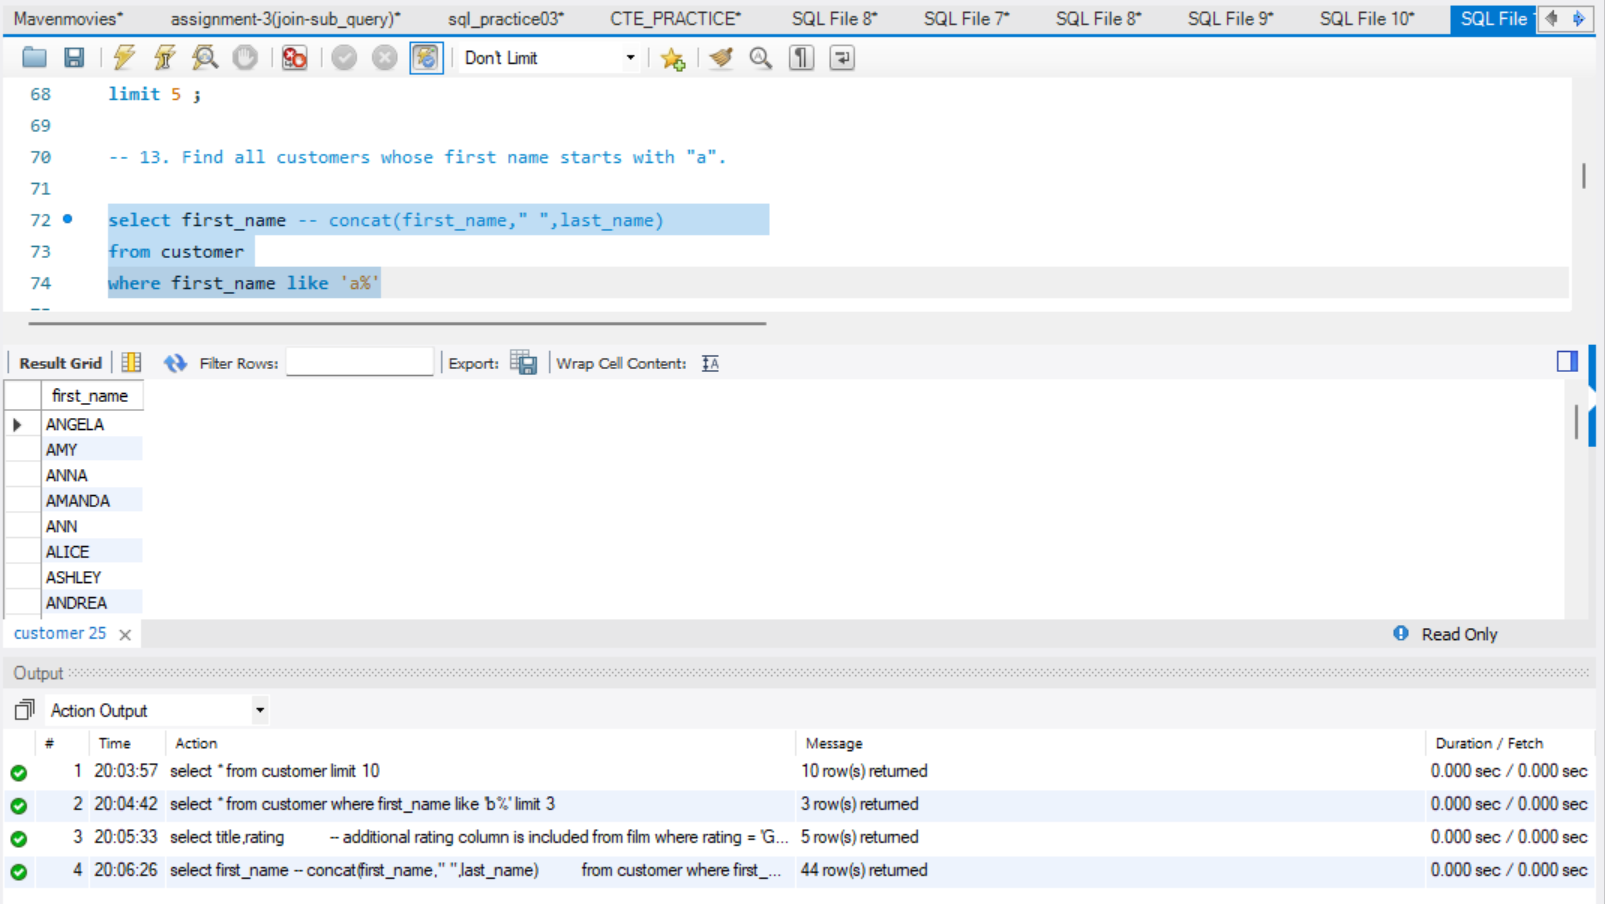 Mavenmovies* assignment-3(join-sub_query)* sql_practice03* CTE_PRACTICE* SQL File 8* SQL File 7* SQL File 8* SQL File 9* SQL File 10* SQL File
Don't Limit
68 limit 5 ;
69
70 -- 13. Find all customers whose first name starts with "a".
71
72 select first_name -- concat(first_name," ",last_name)
73 from customer
74 where first_name like 'a%'
Result Grid Filter Rows: Export: Wrap Cell Content:
first_name
ANGELA
AMY
ANNA
AMANDA
ANN
ALICE
ASHLEY
ANDREA
customer 25 Read Only
Output
Action Output
# Time Action Message Duration / Fetch
1 20:03:57 select * from customer limit 10 10 row(s) returned 0.000 sec / 0.000 sec
2 20:04:42 select * from customer where first_name like 'b%' limit 3 3 row(s) returned 0.000 sec / 0.000 sec
3 20:05:33 select title,rating -- additional rating column is included from film where rating = 'G... 5 row(s) returned 0.000 sec / 0.000 sec
4 20:06:26 select first_name -- concat(first_name," ",last_name) from customer where first_... 44 row(s) returned 0.000 sec / 0.000 sec